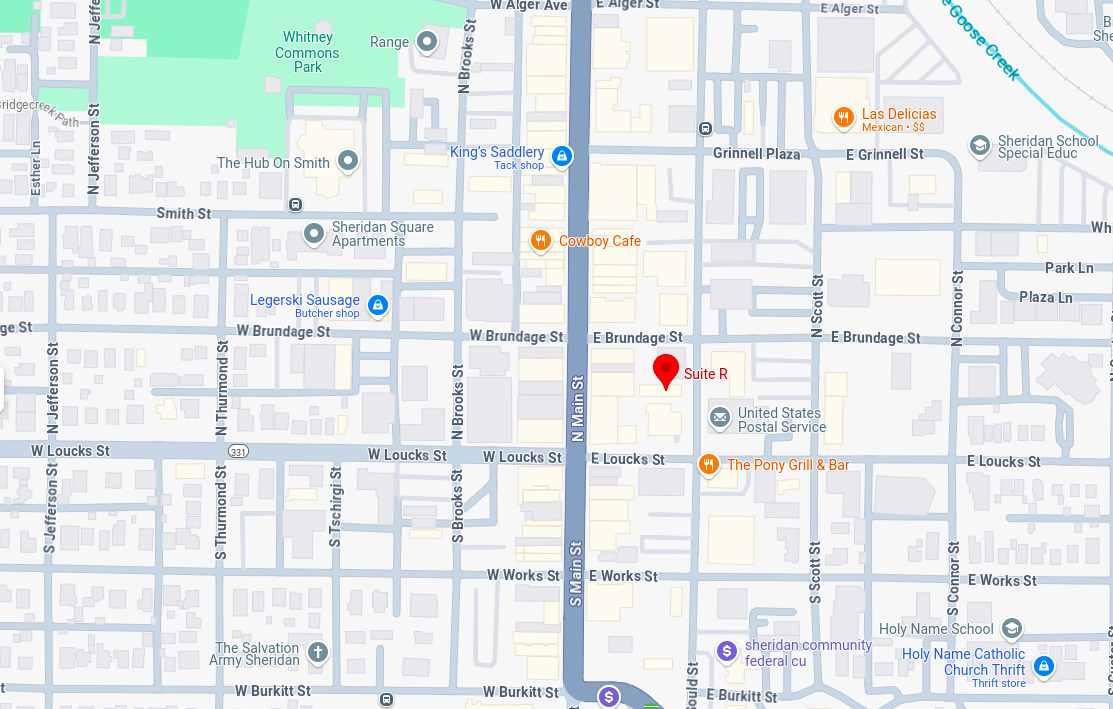 W Alger Ave
E Alger St
E Alger St
N Jefferson St
Whitney
Commons
Park
Range
N Brooks St
Goose Creek
Las Delicias
Mexican • $$
Path
Esther Ln
The Hub On Smith
King's Saddlery
Tack shop
Grinnell Plaza
E Grinnell St
Sheridan School
Special Educ
Smith St
Sheridan Square
Apartments
Cowboy Cafe
Wh
Park Ln
Plaza Ln
Legerski Sausage
Butcher shop
N Scott St
N Connor St
ge St
W Brundage St
W Brundage St
E Brundage St
E Brundage St
N Jefferson St
N Thurmond St
N Brooks St
N Main St
Suite R
United States
Postal Service
W Loucks St
331
W Loucks St
W Loucks St
E Loucks St
The Pony Grill & Bar
E Loucks St
S Jefferson St
S Thurmond St
S Tschirgi St
S Brooks St
S Main St
S Scott St
S Connor St
W Works St
E Works St
E Works St
The Salvation
Army Sheridan
sheridan community
federal cu
Holy Name School
Holy Name Catholic
Church Thrift
Thrift store
W Burkitt St
W Burkitt St
Gould St
E Burkitt St